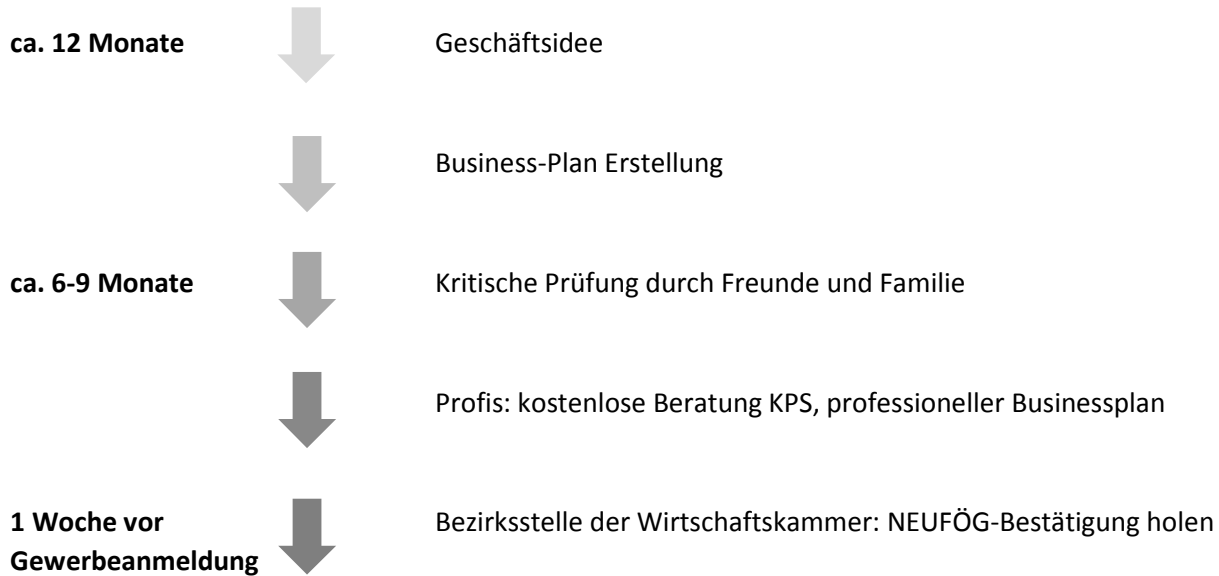 ca. 12 Monate Geschäftsidee
Business-Plan Erstellung
ca. 6-9 Monate Kritische Prüfung durch Freunde und Familie
Profis: kostenlose Beratung KPS, professioneller Businessplan
1 Woche vor Bezirksstelle der Wirtschaftskammer: NEUFÖG-Bestätigung holen
Gewerbeanmeldung